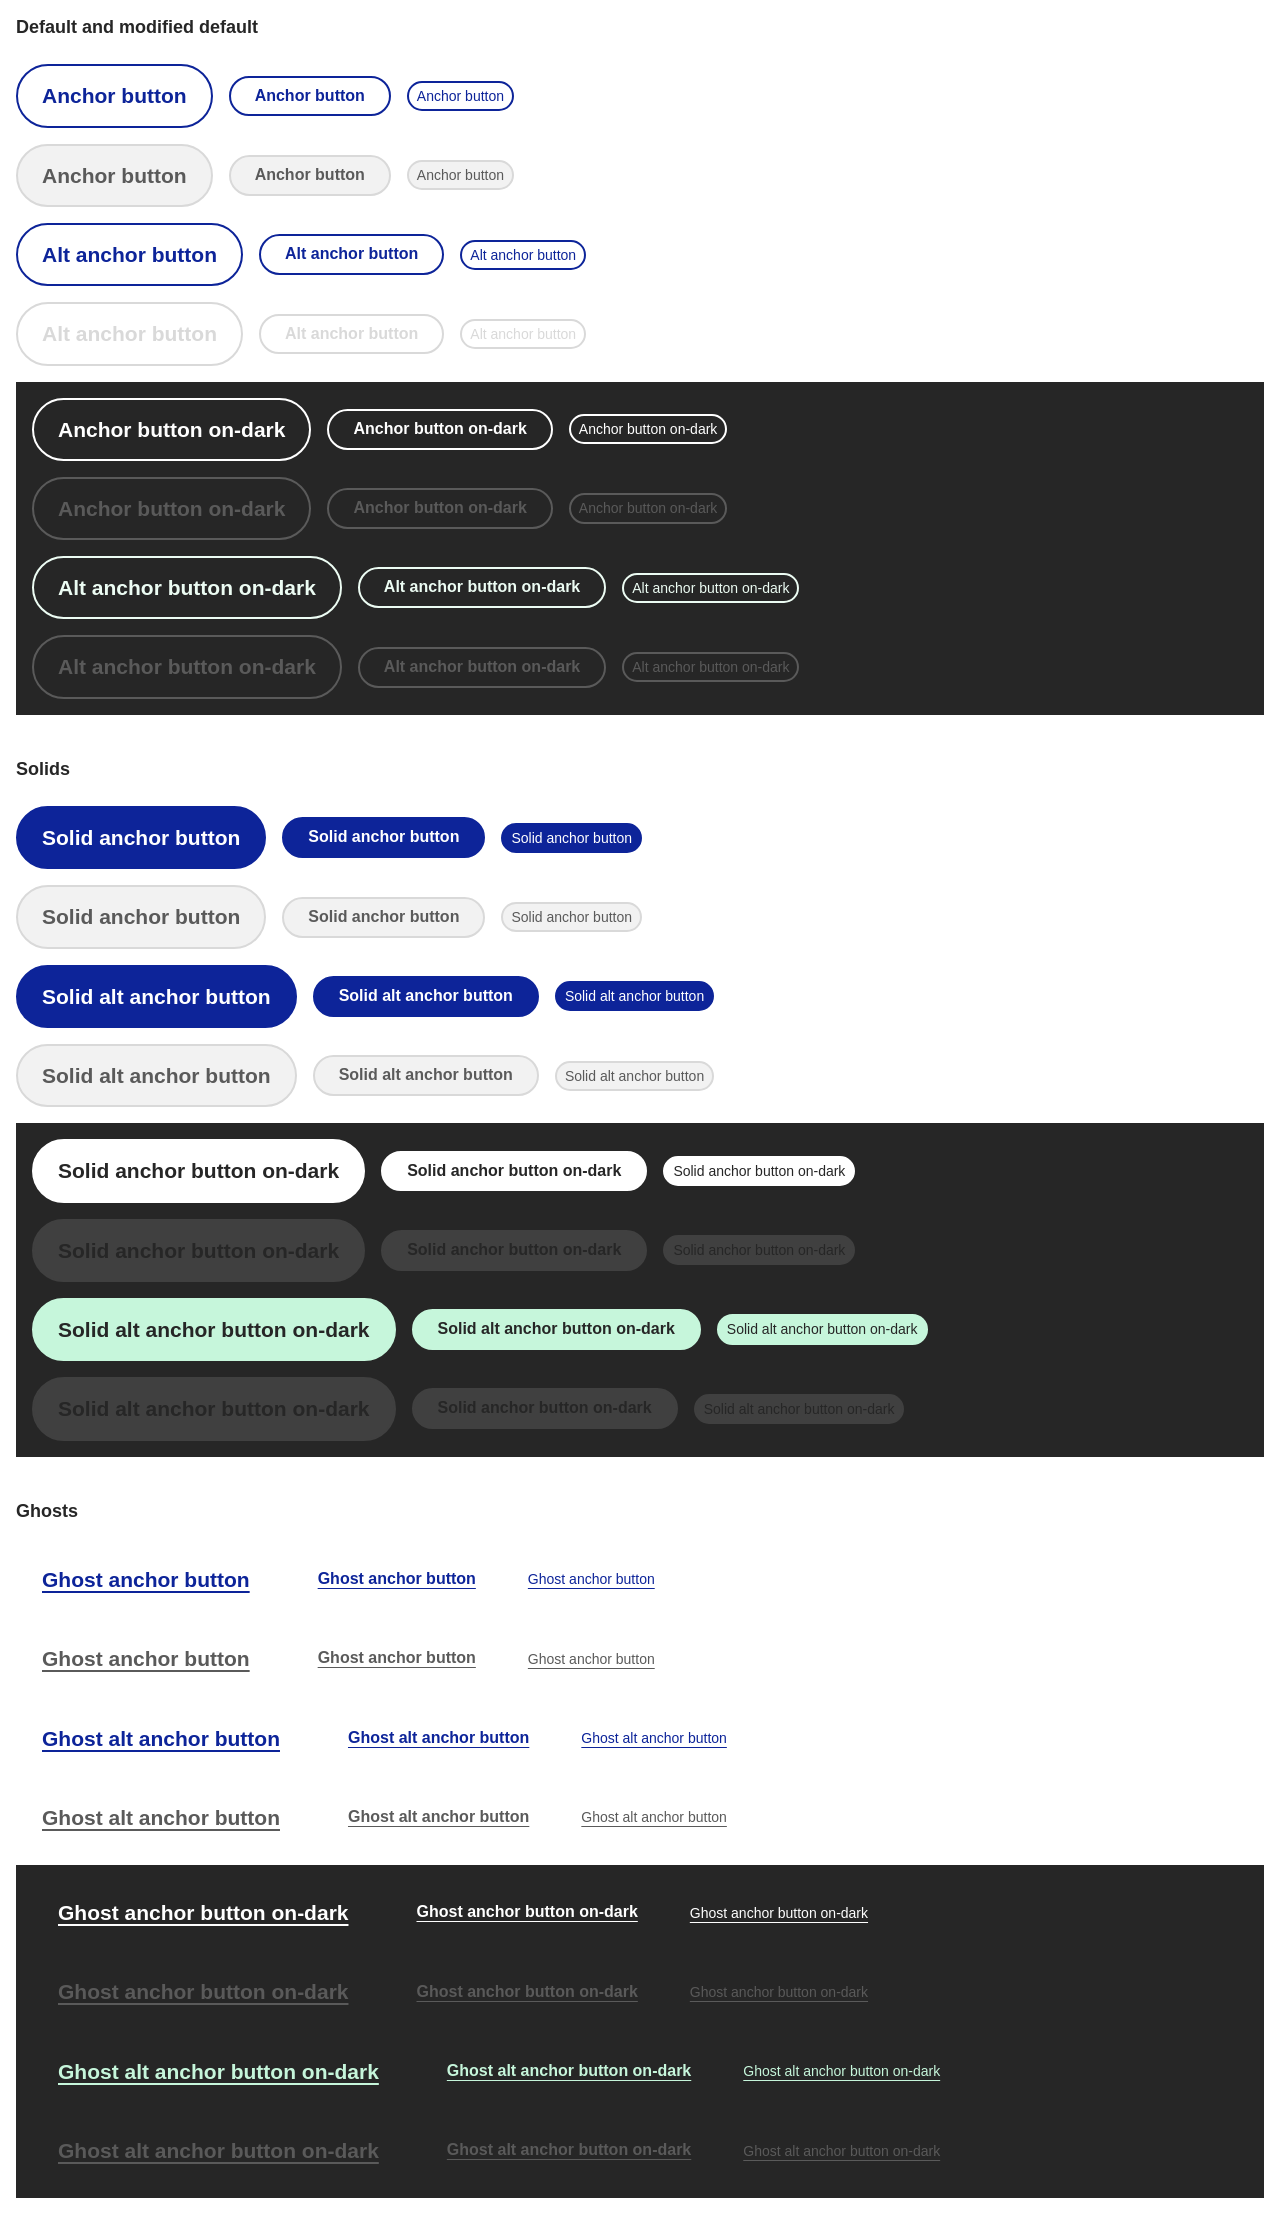 Default and modified default
Anchor button Anchor button Anchor button
Anchor button Anchor button Anchor button
Alt anchor button Alt anchor button Alt anchor button
Alt anchor button Alt anchor button Alt anchor button
Anchor button on-dark Anchor button on-dark Anchor button on-dark
Anchor button on-dark Anchor button on-dark Anchor button on-dark
Alt anchor button on-dark Alt anchor button on-dark Alt anchor button on-dark
Alt anchor button on-dark Alt anchor button on-dark Alt anchor button on-dark
Solids
Solid anchor button Solid anchor button Solid anchor button
Solid anchor button Solid anchor button Solid anchor button
Solid alt anchor button Solid alt anchor button Solid alt anchor button
Solid alt anchor button Solid alt anchor button Solid alt anchor button
Solid anchor button on-dark Solid anchor button on-dark Solid anchor button on-dark
Solid anchor button on-dark Solid anchor button on-dark Solid anchor button on-dark
Solid alt anchor button on-dark Solid alt anchor button on-dark Solid alt anchor button on-dark
Solid alt anchor button on-dark Solid anchor button on-dark Solid alt anchor button on-dark
Ghosts
Ghost anchor button Ghost anchor button Ghost anchor button
Ghost anchor button Ghost anchor button Ghost anchor button
Ghost alt anchor button Ghost alt anchor button Ghost alt anchor button
Ghost alt anchor button Ghost alt anchor button Ghost alt anchor button
Ghost anchor button on-dark Ghost anchor button on-dark Ghost anchor button on-dark
Ghost anchor button on-dark Ghost anchor button on-dark Ghost anchor button on-dark
Ghost alt anchor button on-dark Ghost alt anchor button on-dark Ghost alt anchor button on-dark
Ghost alt anchor button on-dark Ghost alt anchor button on-dark Ghost alt anchor button on-dark